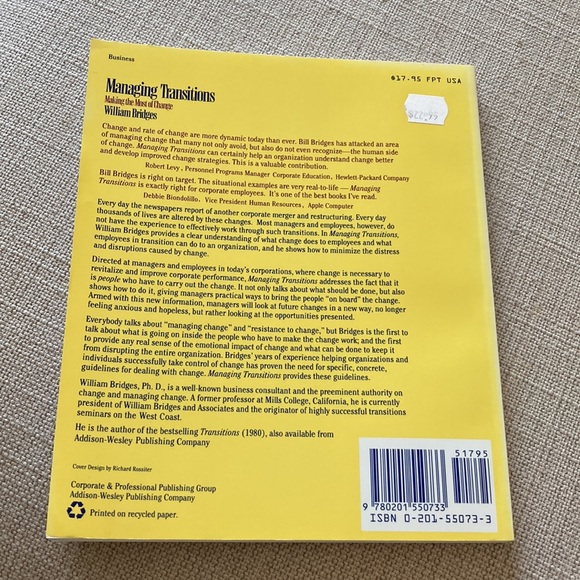 Business
$17.95 FPT USA
Managing Transitions
Making the Most of Change
William Bridges
Change and rate of change are more dynamic today than ever. Bill Bridges has attacked an area
of managing change that many not only avoid, but also do not even recognize—the human side
of change. Managing Transitions can certainly help an organization understand change better
and develop improved change strategies. This is a valuable contribution.
Robert Levy, Personnel Programs Manager Corporate Education, Hewlett-Packard Company
Bill Bridges is right on target. The situational examples are very real-to-life — Managing
Transitions is exactly right for corporate employees. It's one of the best books I've read.
Debbie Biondolillo, Vice President Human Resources, Apple Computer
Every day the newspapers report of another corporate merger and restructuring. Every day
thousands of lives are altered by these changes. Most managers and employees, however, do
not have the experience to effectively work through such transitions. In Managing Transitions,
William Bridges provides a clear understanding of what change does to employees and what
employees in transition can do to an organization, and he shows how to minimize the distress
and disruptions caused by change.
Directed at managers and employees in today's corporations, where change is necessary to
revitalize and improve corporate performance, Managing Transitions addresses the fact that it
is people who have to carry out the change. It not only talks about what should be done, but also
shows how to do it, giving managers practical ways to bring the people "on board" the change.
Armed with this new information, managers will look at future changes in a new way, no longer
feeling anxious and hopeless, but rather looking at the opportunities presented.
Everybody talks about "managing change" and "resistance to change," but Bridges is the first to
talk about what is going on inside the people who have to make the change work; and the first
to provide any real sense of the emotional impact of change and what can be done to keep it
from disrupting the entire organization. Bridges' years of experience helping organizations and
individuals successfully take control of change has proven the need for specific, concrete,
guidelines for dealing with change. Managing Transitions provides these guidelines.
William Bridges, Ph. D., is a well-known business consultant and the preeminent authority on
change and managing change. A former professor at Mills College, California, he is currently
president of William Bridges and Associates and the originator of highly successful transitions
seminars on the West Coast.
He is the author of the bestselling Transitions (1980), also available from
Addison-Wesley Publishing Company
Cover Design by Richard Rossiter
Corporate & Professional Publishing Group
Addison-Wesley Publishing Company
Printed on recycled paper.
51795
9 780201 550733
ISBN 0-201-55073-3